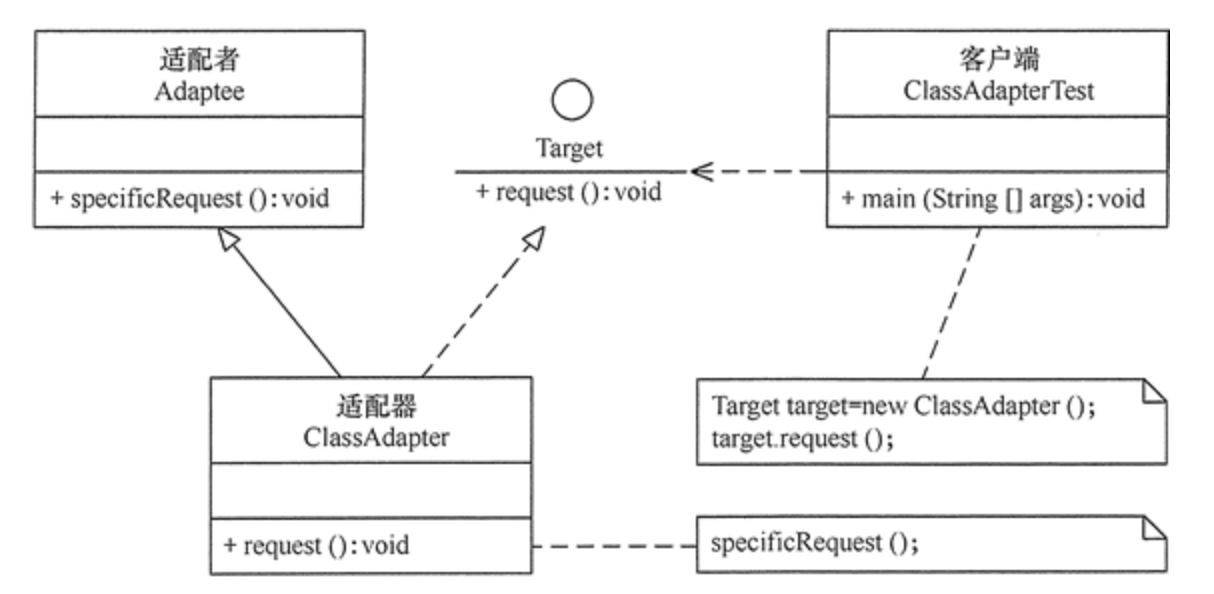 适配者
Adaptee
+ specificRequest ():void
Target
+ request ():void
客户端
ClassAdapterTest
+ main (String [] args):void
适配器
ClassAdapter
+ request ():void
Target target=new ClassAdapter ();
target.request ();
specificRequest ();